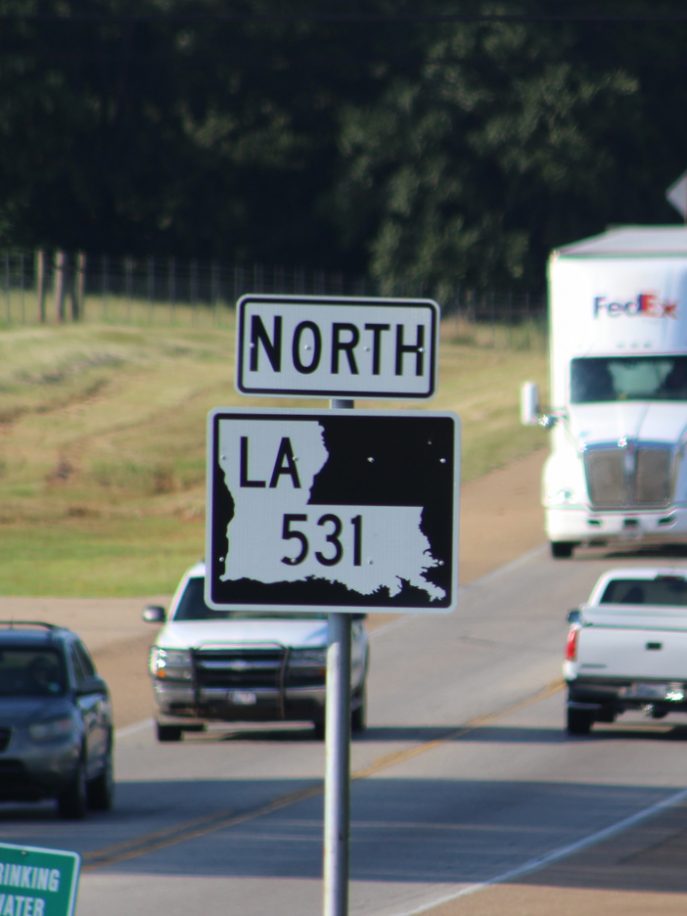 FedEx
NORTH
LA
531
RINKING
WATER